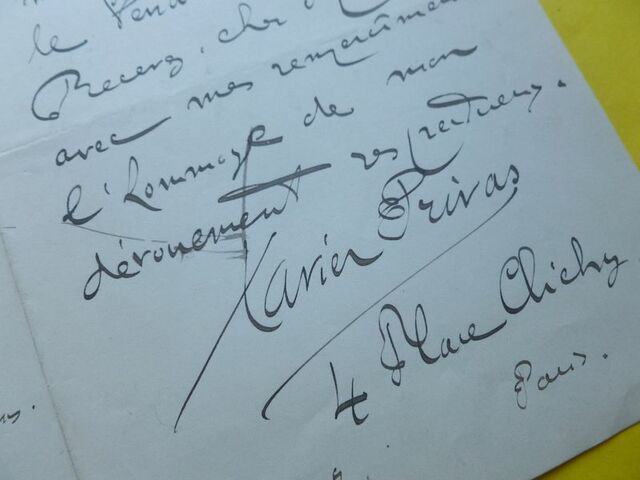 le
Recevez, cher
avec mes remerciements
l'hommage de mon
dévouement respectueux.
Xavier Privas
4 Place Clichy
Paris.